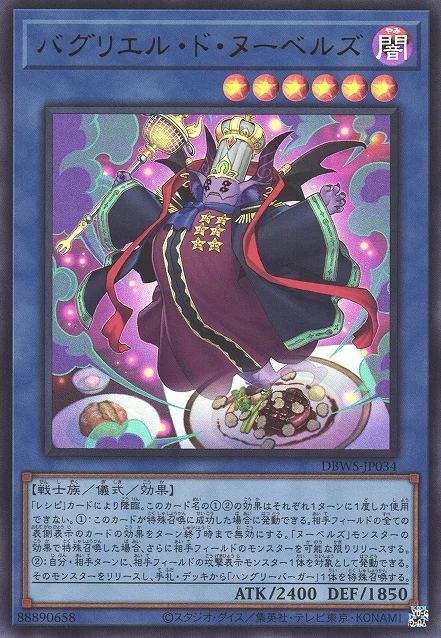 バグリエル・ド・ヌーベルズ
闇
DBWS-JP034
【戦士族／儀式／効果】
「レシピ」カードにより降臨。このカード名の①②の効果はそれぞれ1ターンに1度しか使用
できない。①：このカードが特殊召喚に成功した場合に発動できる。相手フィールドの全ての
表側表示のカードの効果をターン終了時まで無効にする。「ヌーベルズ」モンスターの
効果で特殊召喚した場合、さらに相手フィールドのモンスターを可能な限りリリースする。
②：自分・相手ターンに、相手フィールドの攻撃表示モンスター1体を対象として発動できる。
そのモンスターをリリースし、手札・デッキから「ハングリーバーガー」1体を特殊召喚する。
ATK/2400 DEF/1850
88890658
©スタジオ・ダイス／集英社・テレビ東京・KONAMI